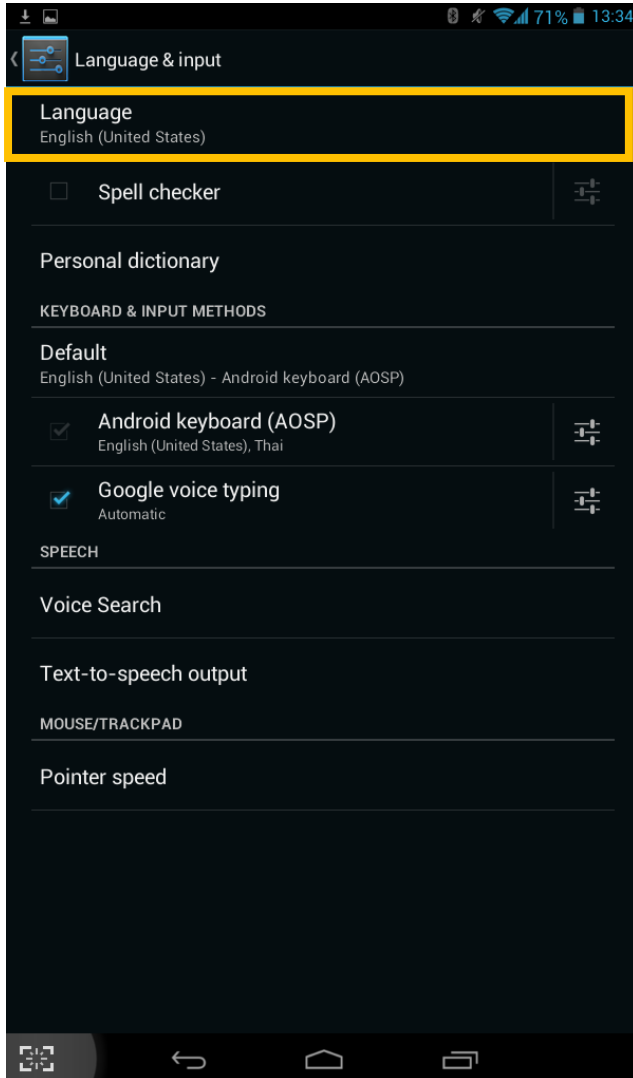 71% 13:34
Language & input
Language
English (United States)
Spell checker
Personal dictionary
KEYBOARD & INPUT METHODS
Default
English (United States) - Android keyboard (AOSP)
Android keyboard (AOSP)
English (United States), Thai
Google voice typing
Automatic
SPEECH
Voice Search
Text-to-speech output
MOUSE/TRACKPAD
Pointer speed